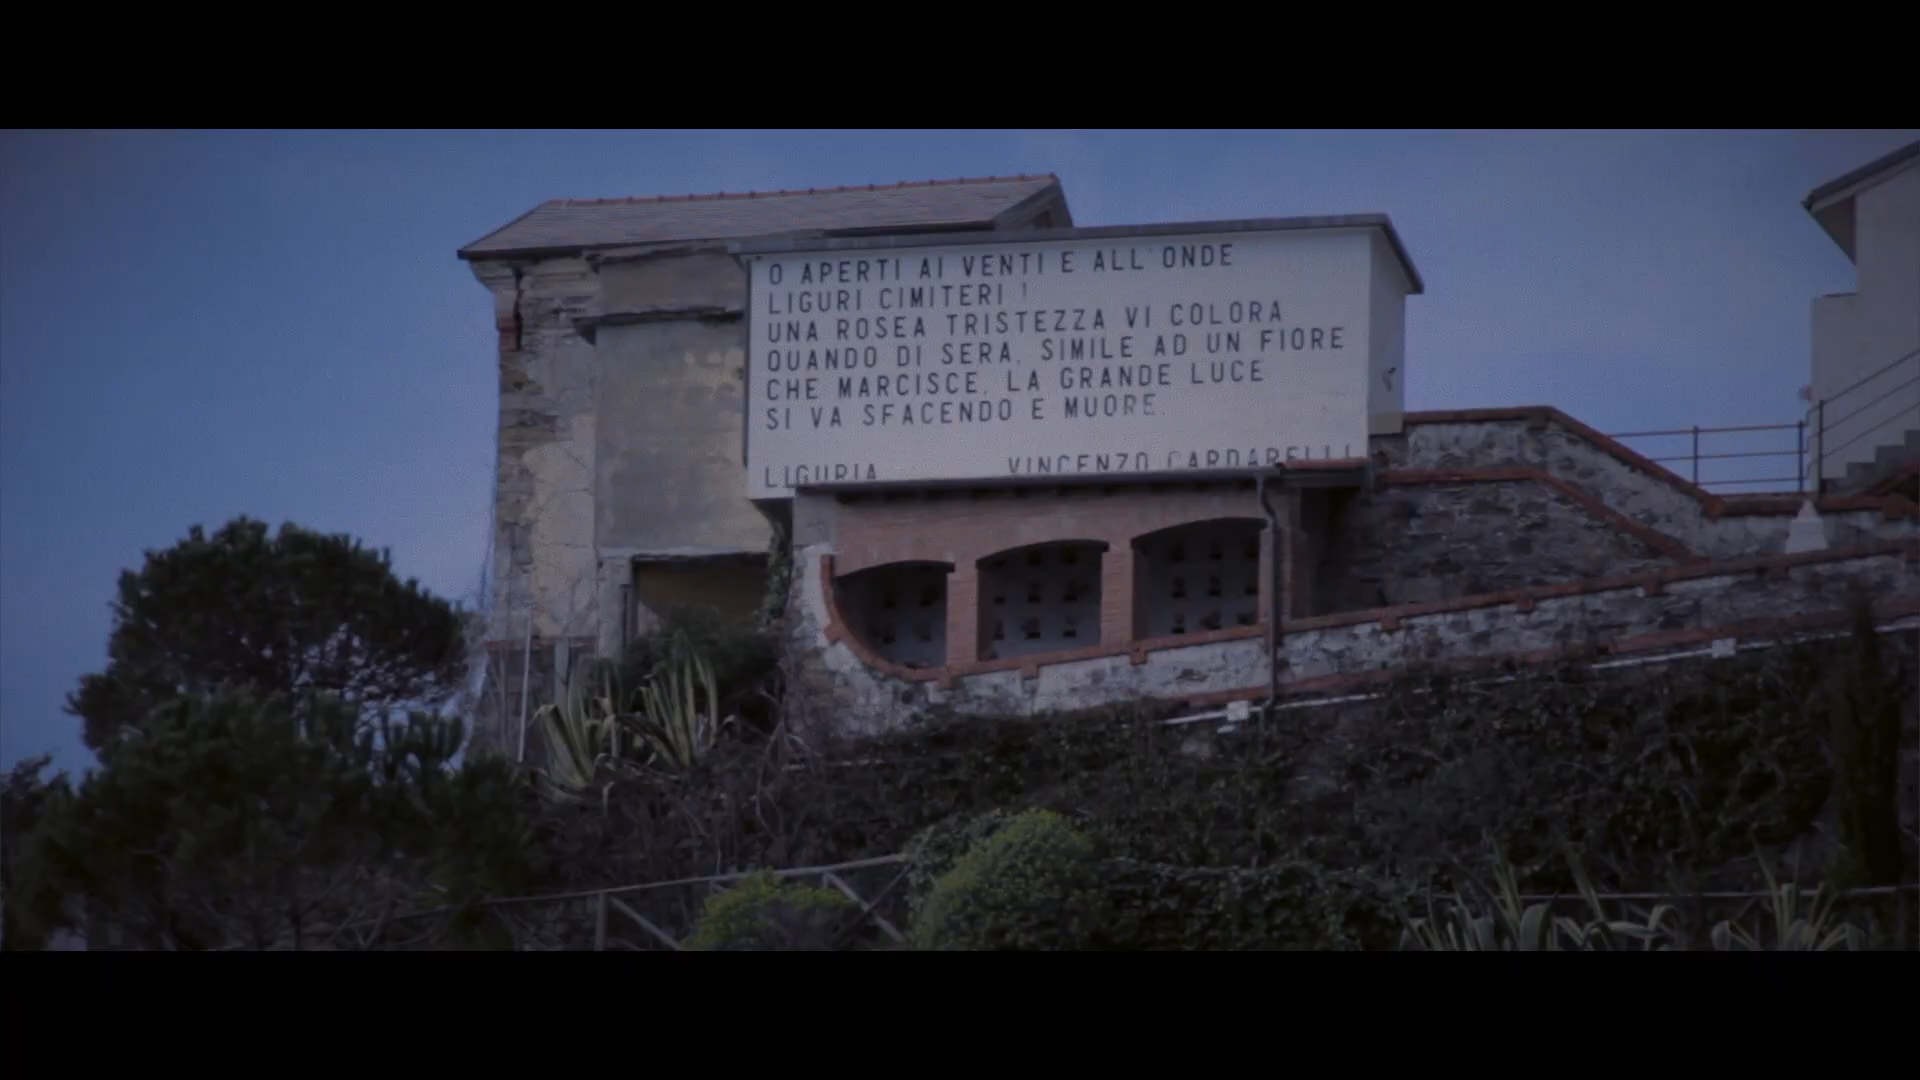 O APERTI AI VENTI E ALL'ONDE
LIGURI CIMITERI !
UNA ROSEA TRISTEZZA VI COLORA
QUANDO DI SERA, SIMILE AD UN FIORE
CHE MARCISCE, LA GRANDE LUCE
SI VA SFACENDO E MUORE.
LIGURIA VINCENZO CARDARELLI